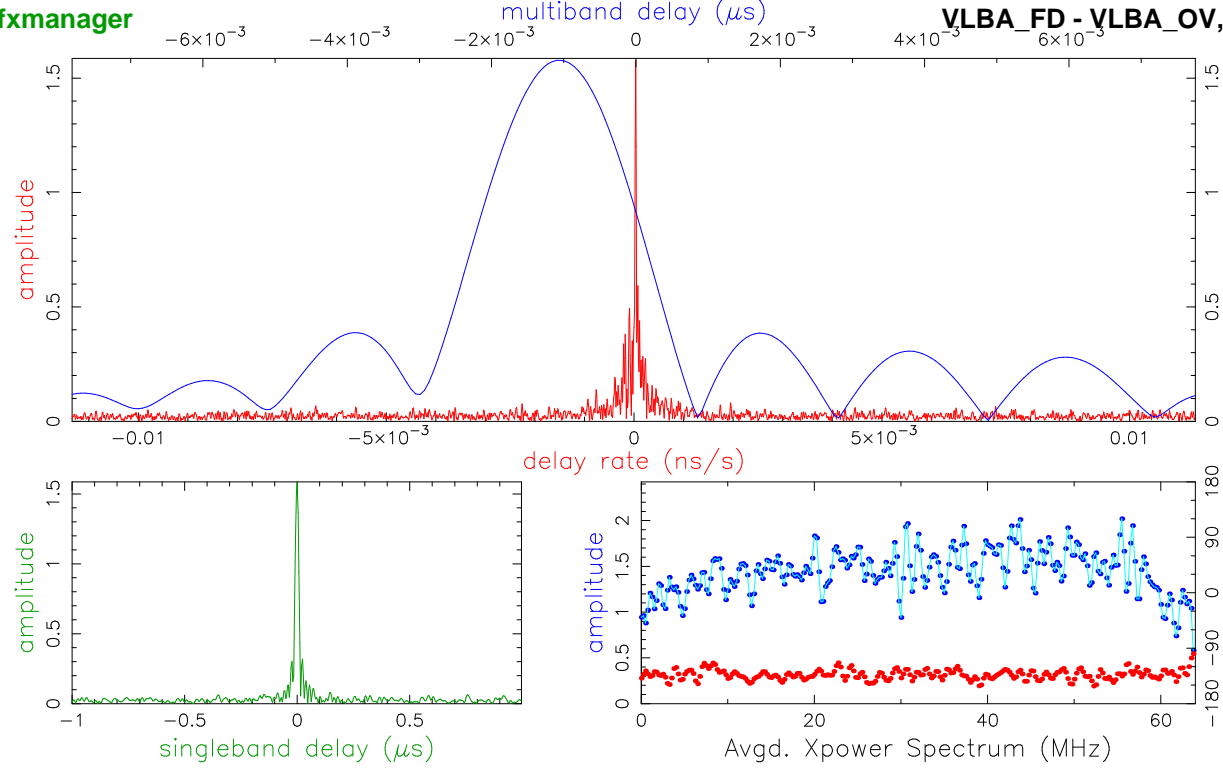 fxmanager
multiband delay (μs)
VLBA_FD - VLBA_OV,
−6×10⁻³ −4×10⁻³ −2×10⁻³ 0 2×10⁻³ 4×10⁻³ 6×10⁻³
amplitude
0 0.5 1 1.5
0 0.5 1 1.5
−0.01 −5×10⁻³ 0 5×10⁻³ 0.01
delay rate (ns/s)
amplitude
0 0.5 1 1.5
−1 −0.5 0 0.5
singleband delay (μs)
amplitude
0 0.5 1 1.5 2
−180 −90 0 90 180
0 20 40 60
Avgd. Xpower Spectrum (MHz)